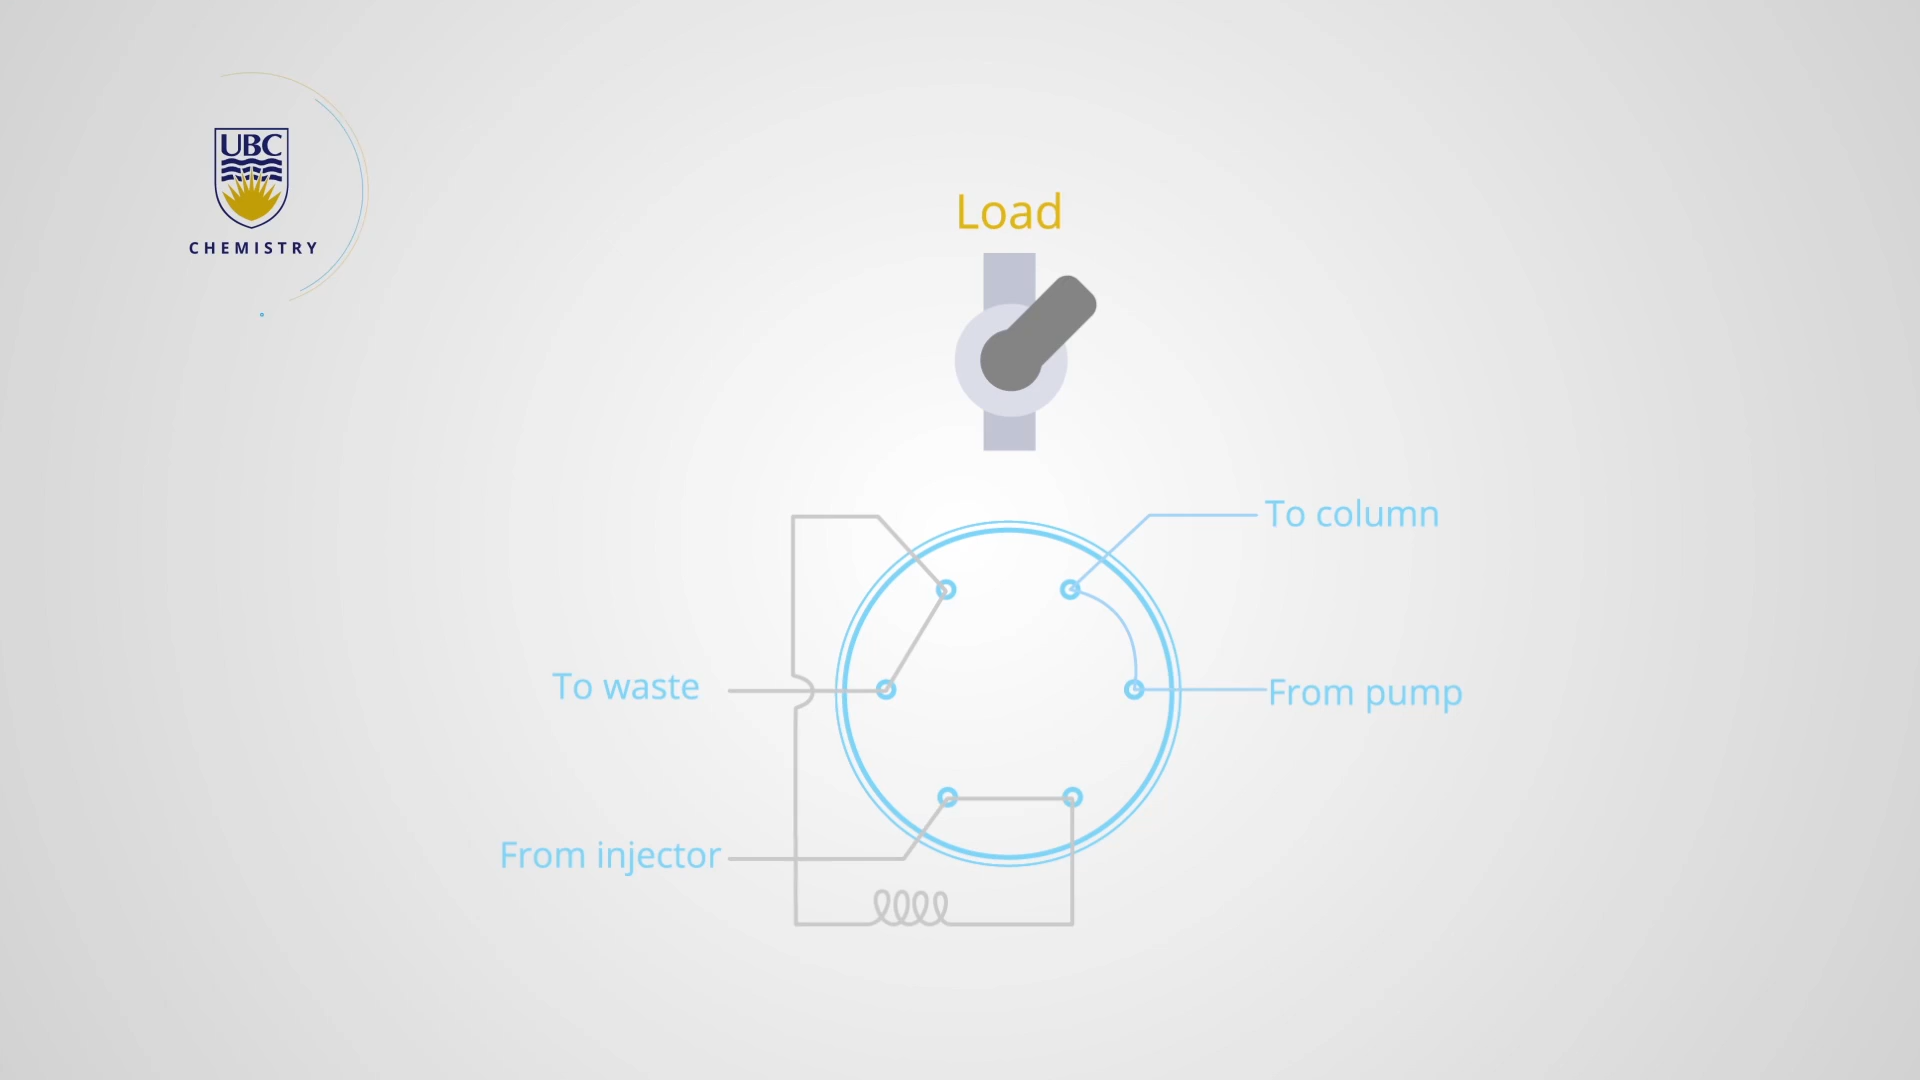 UBC
CHEMISTRY
Load
To column
To waste
From pump
From injector